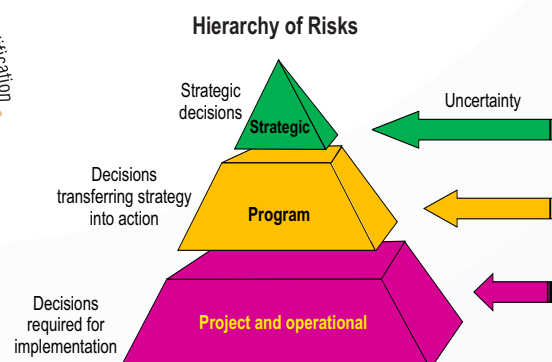 Hierarchy of Risks
Strategic
decisions
Strategic
Uncertainty
Decisions
transferring strategy
into action
Program
Decisions
required for
implementation
Project and operational